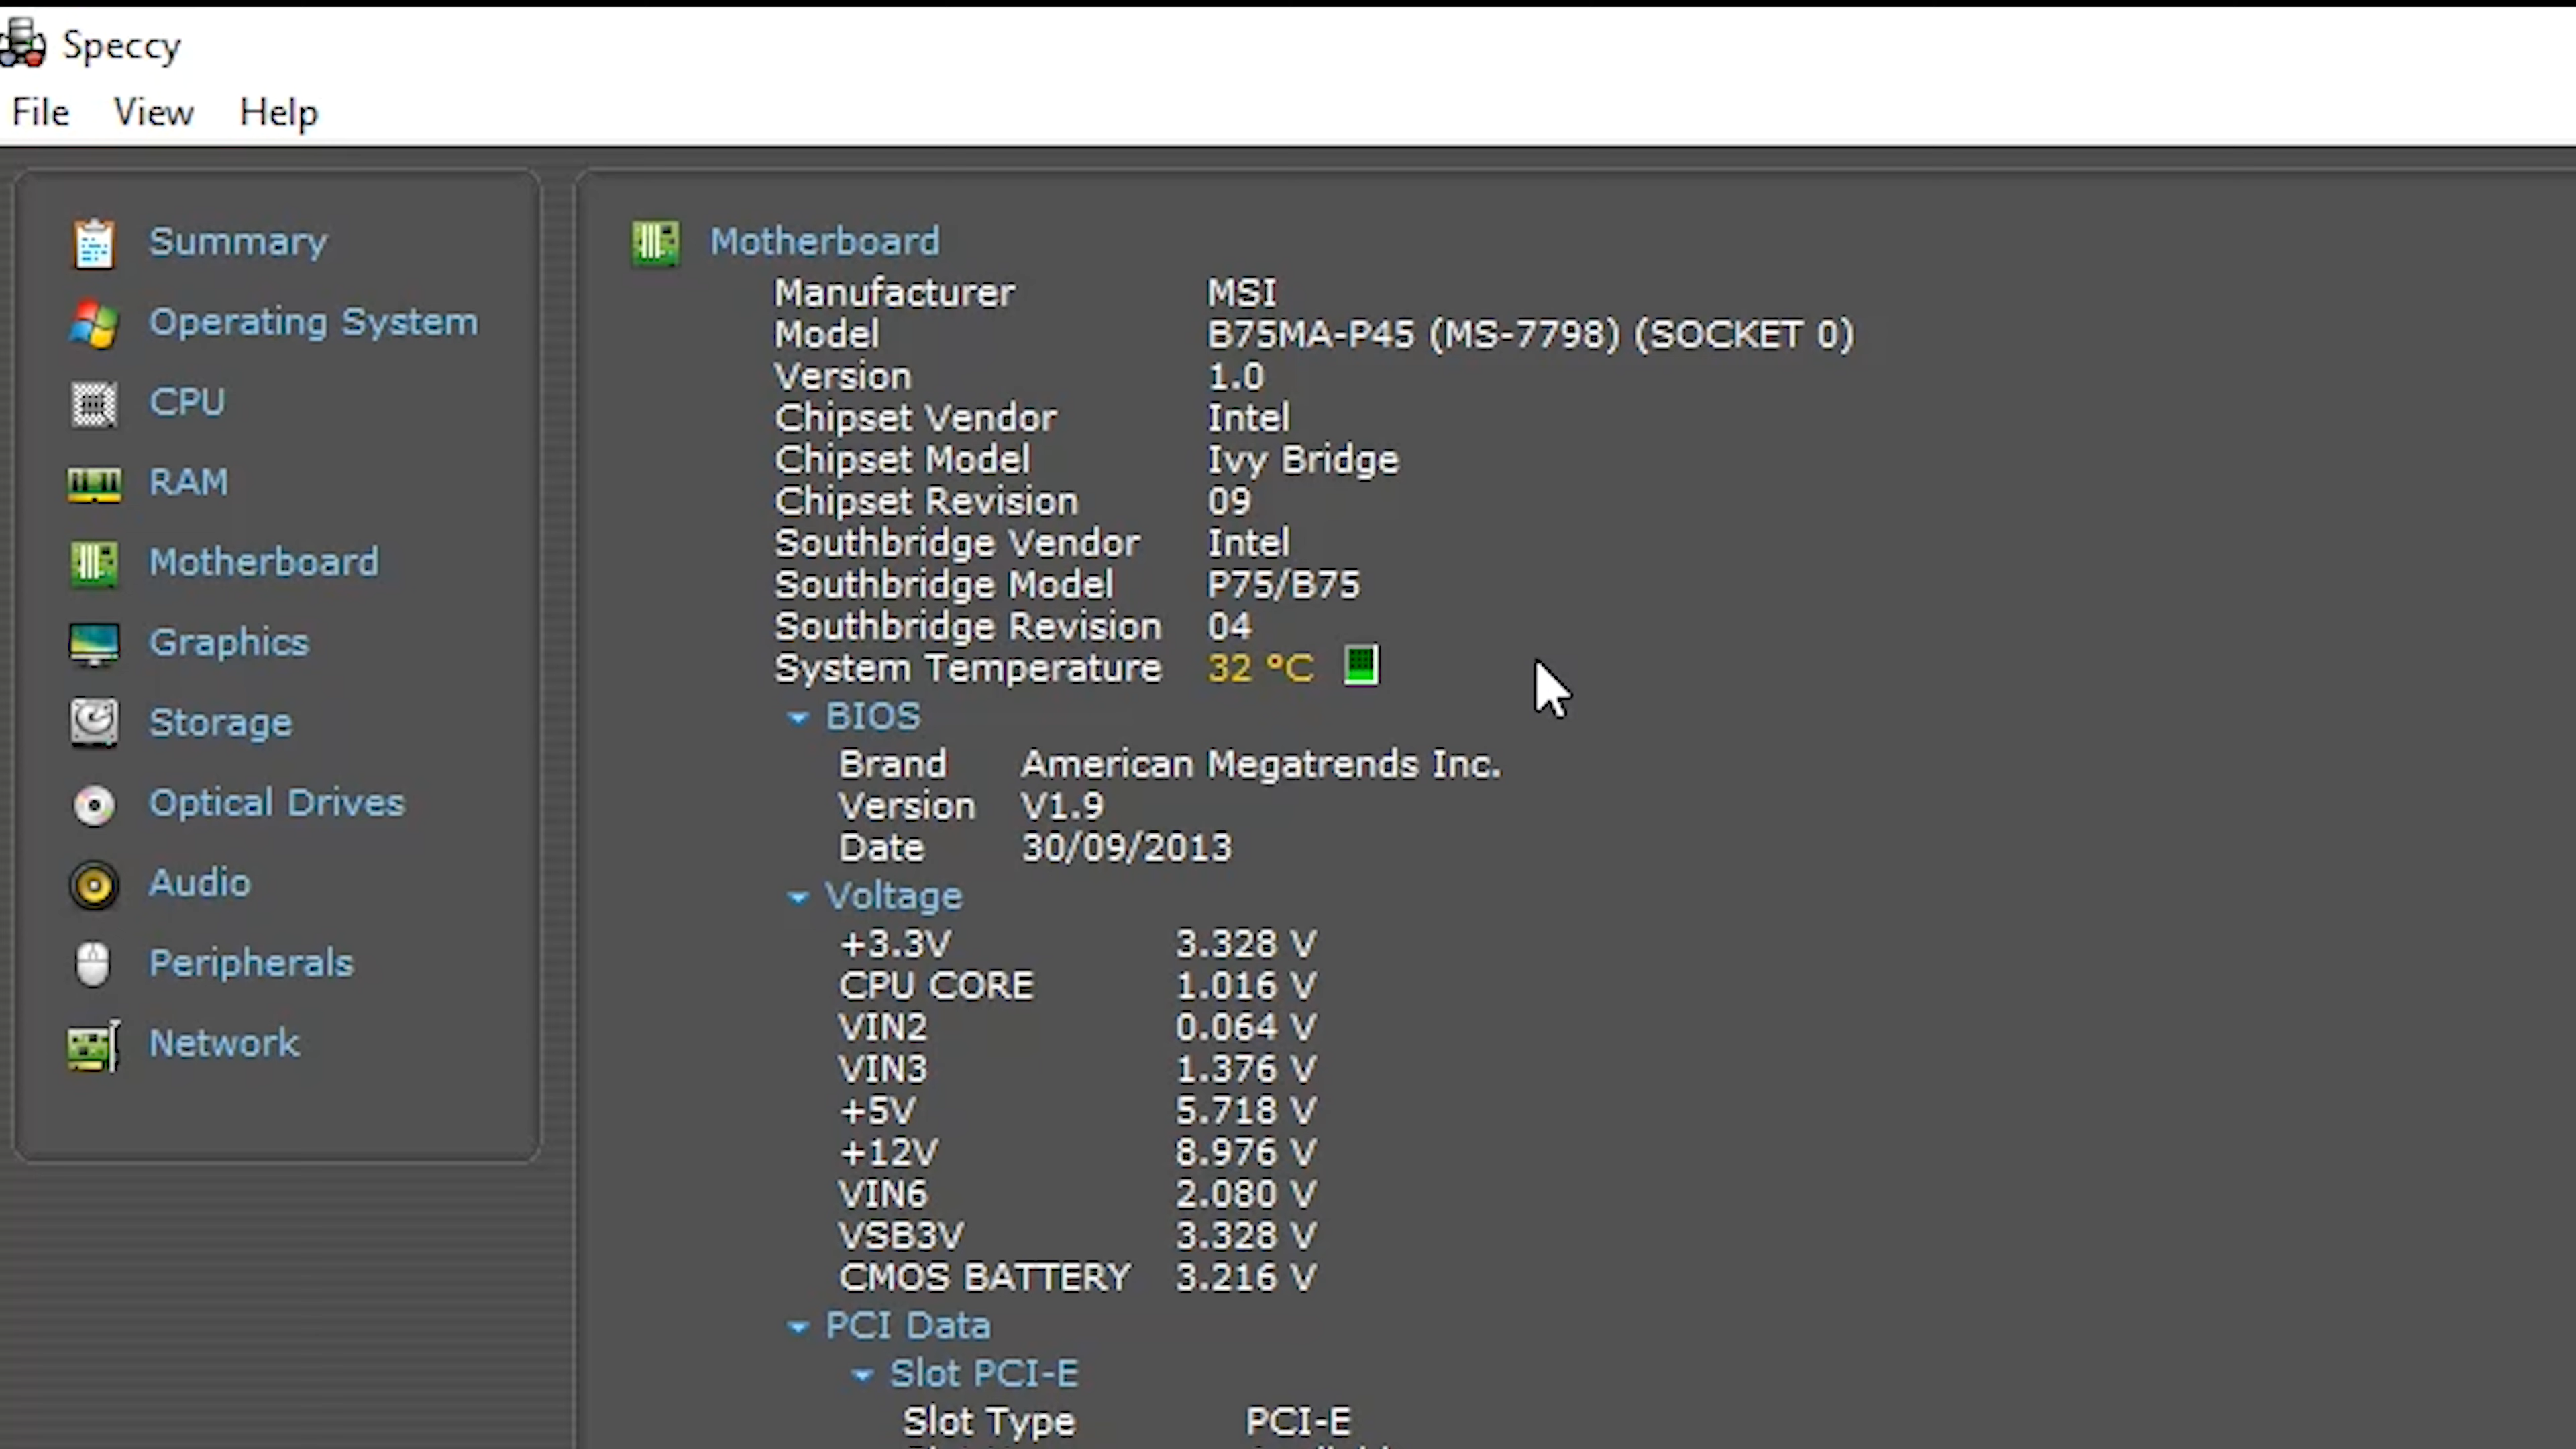 Speccy
File View Help
Summary
Operating System
CPU
RAM
Motherboard
Graphics
Storage
Optical Drives
Audio
Peripherals
Network
Motherboard
Manufacturer MSI
Model B75MA-P45 (MS-7798) (SOCKET 0)
Version 1.0
Chipset Vendor Intel
Chipset Model Ivy Bridge
Chipset Revision 09
Southbridge Vendor Intel
Southbridge Model P75/B75
Southbridge Revision 04
System Temperature 32 °C
BIOS
Brand American Megatrends Inc.
Version V1.9
Date 30/09/2013
Voltage
+3.3V 3.328 V
CPU CORE 1.016 V
VIN2 0.064 V
VIN3 1.376 V
+5V 5.718 V
+12V 8.976 V
VIN6 2.080 V
VSB3V 3.328 V
CMOS BATTERY 3.216 V
PCI Data
Slot PCI-E
Slot Type PCI-E